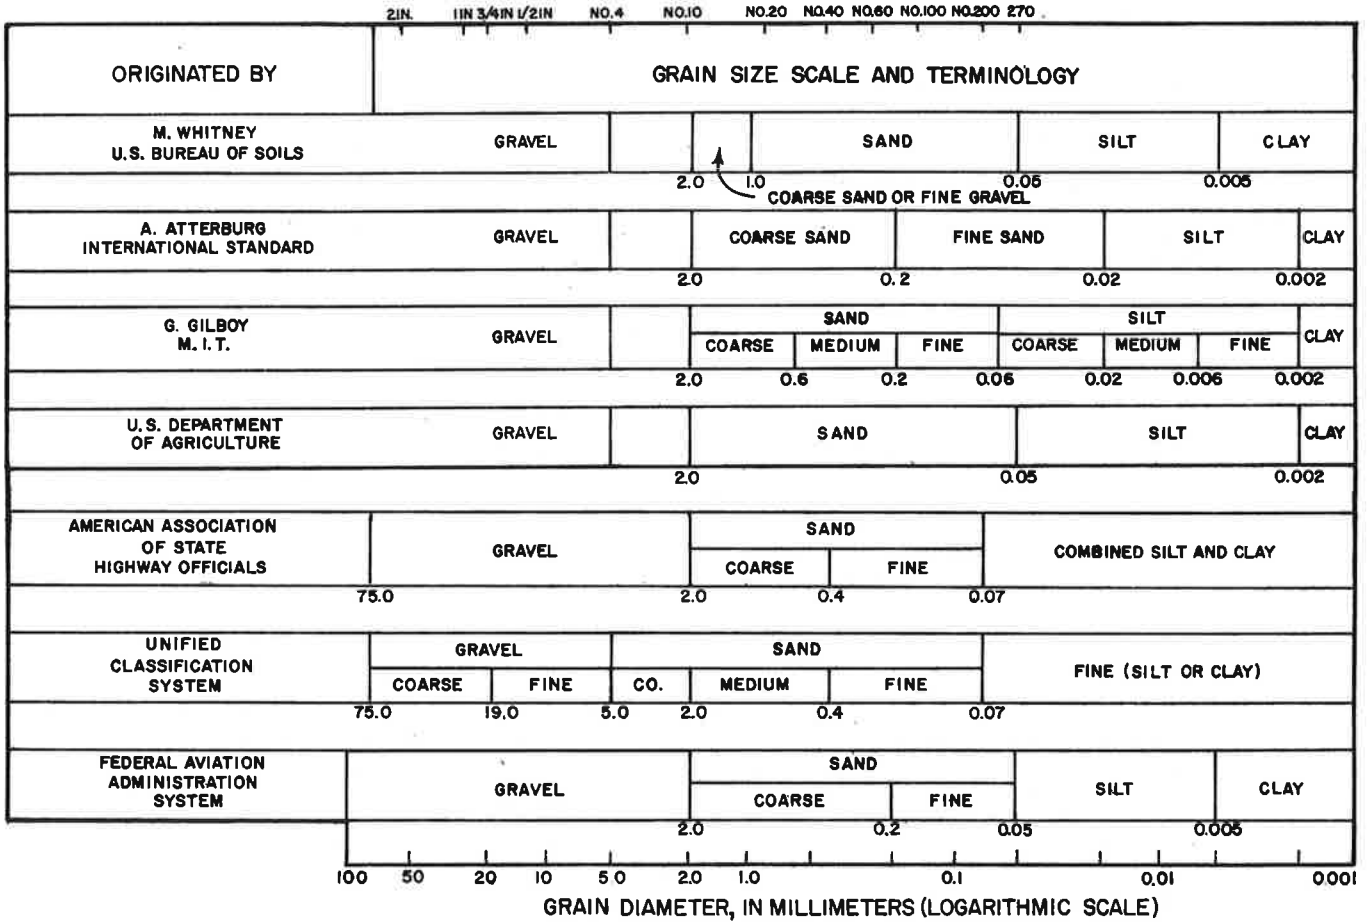 2IN. 1IN 3/4IN 1/2IN NO.4 NO.10 NO.20 NO.40 NO.60 NO.100 NO.200 270
ORIGINATED BY GRAIN SIZE SCALE AND TERMINOLOGY
M. WHITNEY
U.S. BUREAU OF SOILS
GRAVEL SAND SILT CLAY
2.0 1.0 0.05 0.005
COARSE SAND OR FINE GRAVEL
A. ATTERBURG
INTERNATIONAL STANDARD
GRAVEL COARSE SAND FINE SAND SILT CLAY
2.0 0.2 0.02 0.002
G. GILBOY
M.I.T.
GRAVEL SAND SILT CLAY
COARSE MEDIUM FINE COARSE MEDIUM FINE
2.0 0.6 0.2 0.06 0.02 0.006 0.002
U.S. DEPARTMENT
OF AGRICULTURE
GRAVEL SAND SILT CLAY
2.0 0.05 0.002
AMERICAN ASSOCIATION
OF STATE
HIGHWAY OFFICIALS
GRAVEL SAND COMBINED SILT AND CLAY
COARSE FINE
75.0 2.0 0.4 0.07
UNIFIED
CLASSIFICATION
SYSTEM
GRAVEL SAND FINE (SILT OR CLAY)
COARSE FINE CO. MEDIUM FINE
75.0 19.0 5.0 2.0 0.4 0.07
FEDERAL AVIATION
ADMINISTRATION
SYSTEM
GRAVEL SAND SILT CLAY
COARSE FINE
2.0 0.2 0.05 0.005
100 50 20 10 5.0 2.0 1.0 0.1 0.01 0.001
GRAIN DIAMETER, IN MILLIMETERS (LOGARITHMIC SCALE)